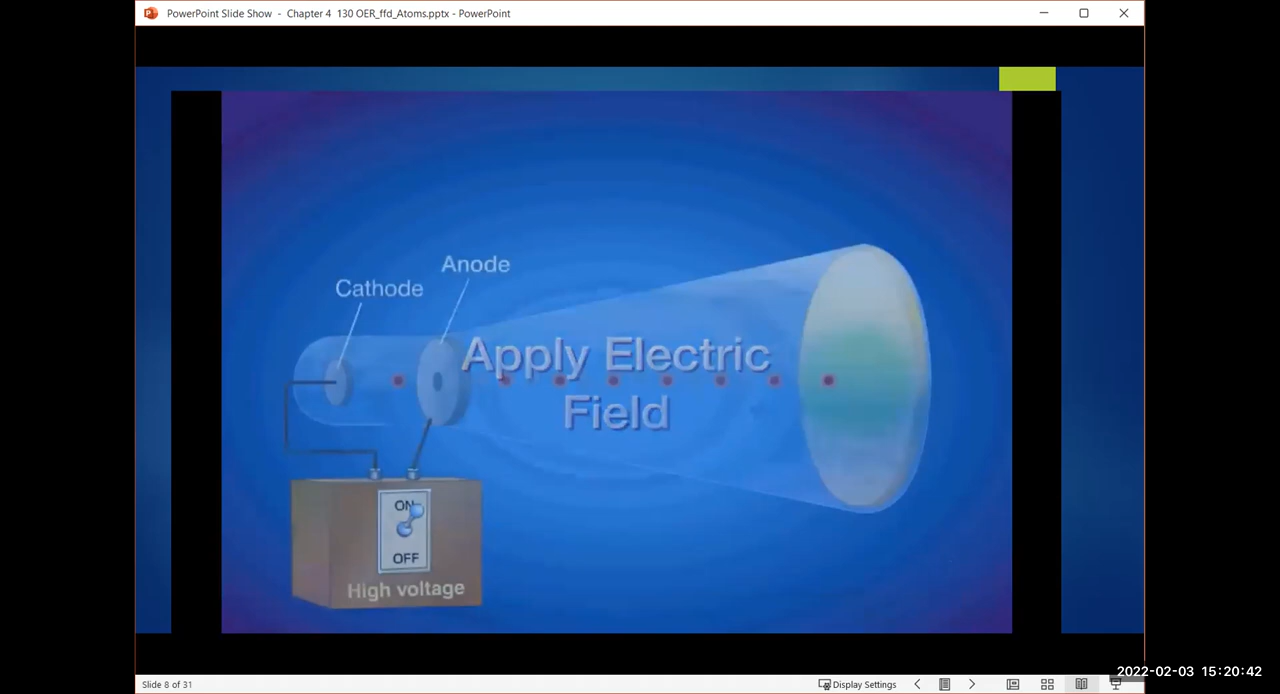 PowerPoint Slide Show - Chapter 4 130 OER_ffd_Atoms.pptx - PowerPoint
Anode
Cathode
Apply Electric
Field
ON
OFF
High voltage
2022-02-03 15:20:42
Slide 8 of 31
Display Settings